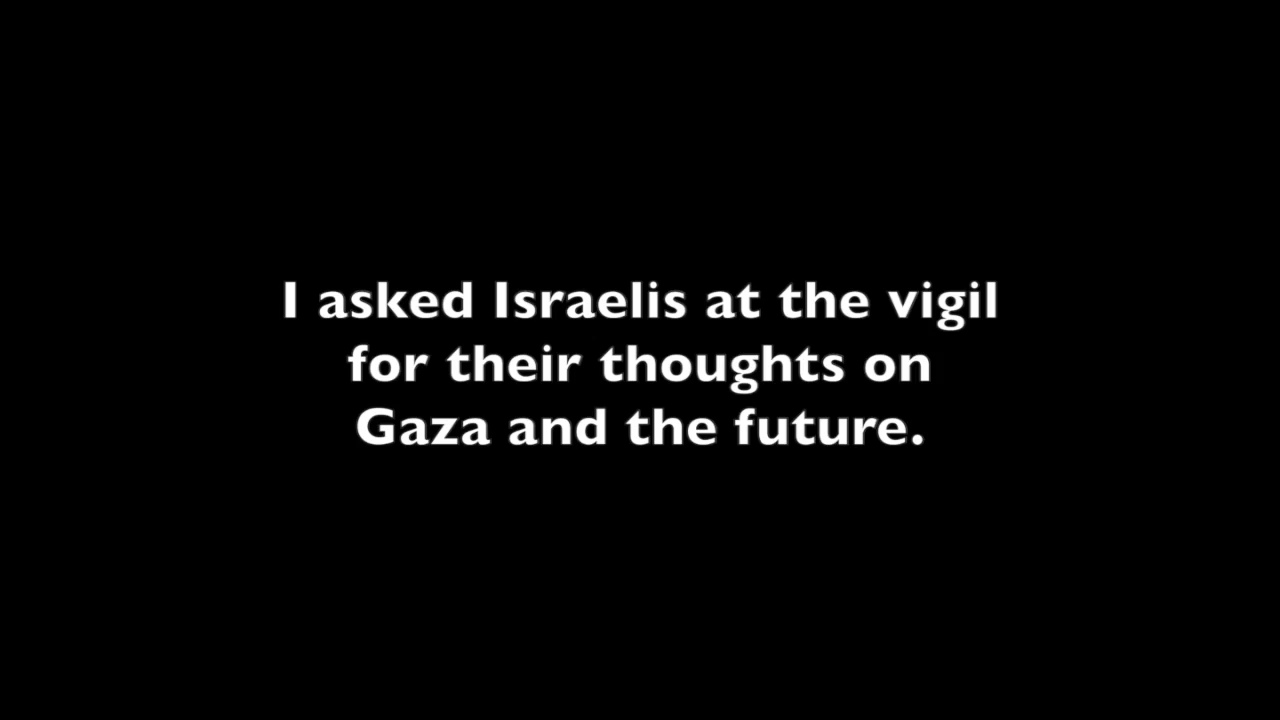 I asked Israelis at the vigil
for their thoughts on
Gaza and the future.